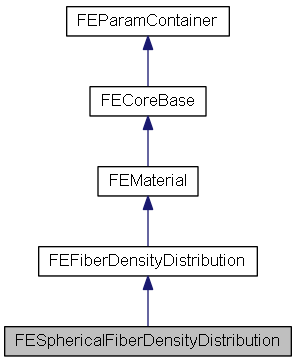 FEParamContainer
FECoreBase
FEMaterial
FEFiberDensityDistribution
FESphericalFiberDensityDistribution